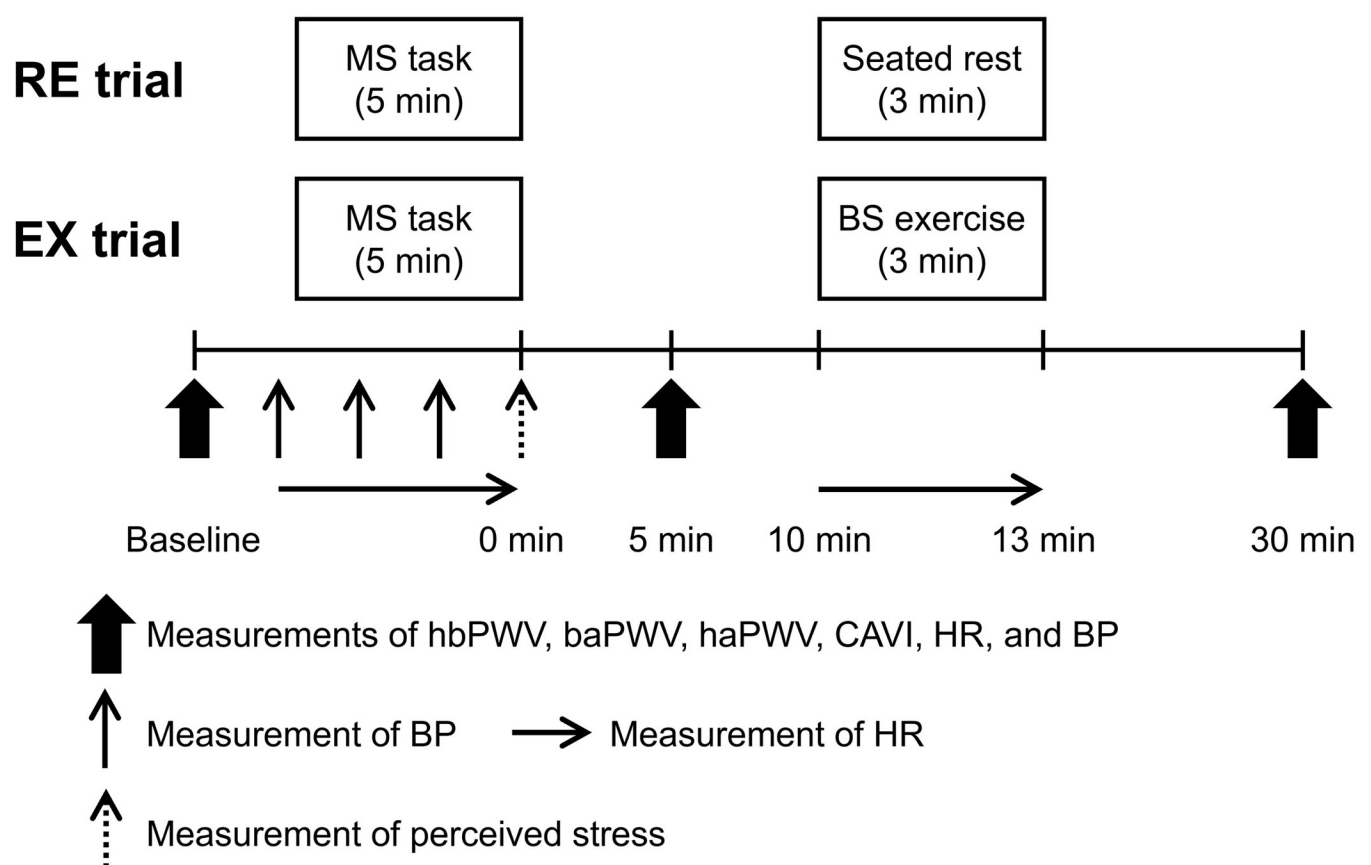 RE trial
MS task
(5 min)
Seated rest
(3 min)
EX trial
MS task
(5 min)
BS exercise
(3 min)
Baseline 0 min 5 min 10 min 13 min 30 min
Measurements of hbPWV, baPWV, haPWV, CAVI, HR, and BP
Measurement of BP Measurement of HR
Measurement of perceived stress